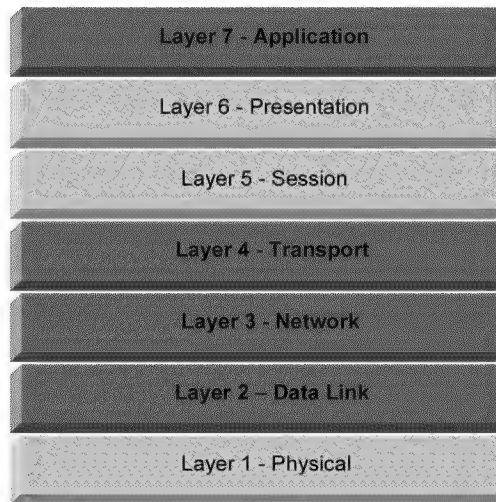 Layer 7 - Application
Layer 6 - Presentation
Layer 5 - Session
Layer 4 - Transport
Layer 3 - Network
Layer 2 – Data Link
Layer 1 - Physical